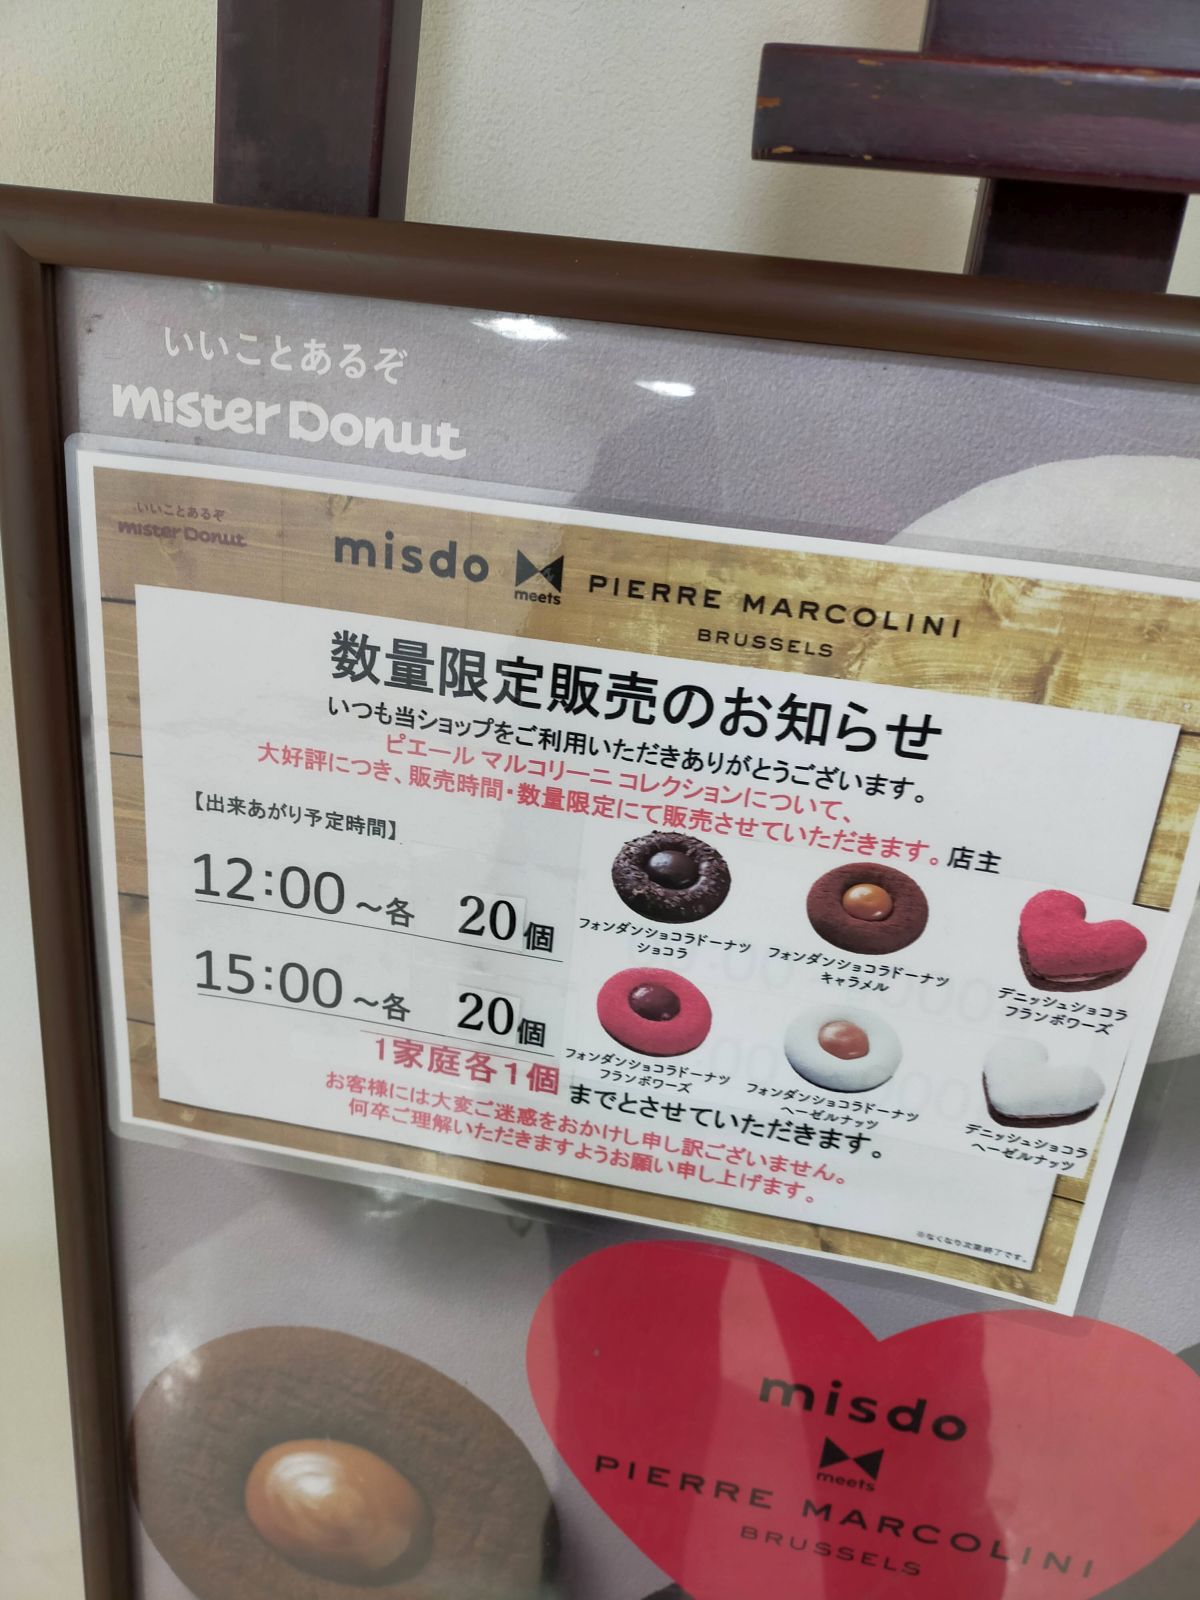 いいことあるぞ
mister Donut
いいことあるぞ
mister Donut
misdo meets PIERRE MARCOLINI
BRUSSELS
数量限定販売のお知らせ
いつも当ショップをご利用いただきありがとうございます。
ピエール マルコリーニ コレクションについて、
大好評につき、販売時間・数量限定にて販売させていただきます。店主
【出来あがり予定時間】
12:00～各 20個
15:00～各 20個
フォンダンショコラドーナツ
ショコラ
フォンダンショコラドーナツ
キャラメル
デニッシュショコラ
フランボワーズ
フォンダンショコラドーナツ
フランボワーズ
フォンダンショコラドーナツ
ヘーゼルナッツ
デニッシュショコラ
ヘーゼルナッツ
1家庭各1個までとさせていただきます。
お客様には大変ご迷惑をおかけし申し訳ございません。
何卒ご理解いただきますようお願い申し上げます。
※なくなり次第終了です。
misdo
meets
PIERRE MARCOLINI
BRUSSELS